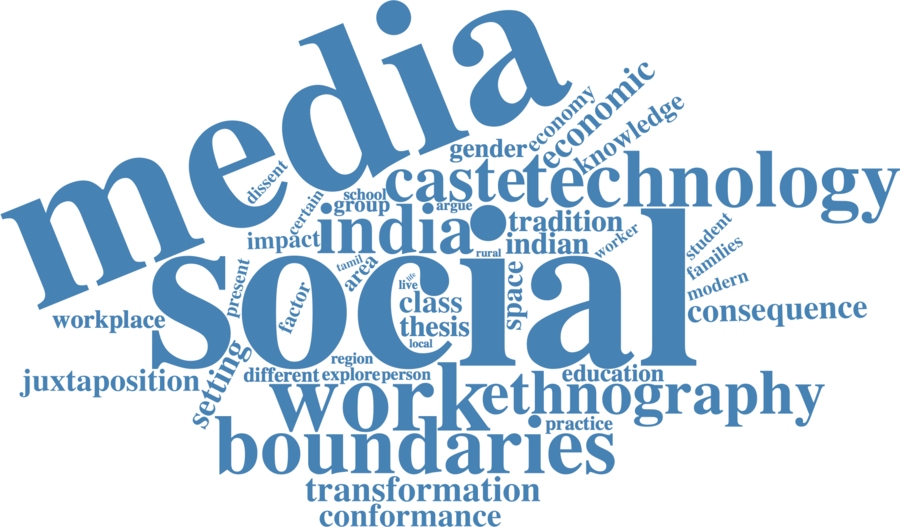 media
economy
economic
knowledge
gender
dissent
school
caste
technology
certain
group
argue
impact
india
tradition
indian
rural
worker
student
families
modern
social
tamil
area
present
factor
life
live
class
thesis
local
space
consequence
workplace
region
juxtaposition
setting
different
explore
person
education
work
ethnography
practice
boundaries
transformation
conformance